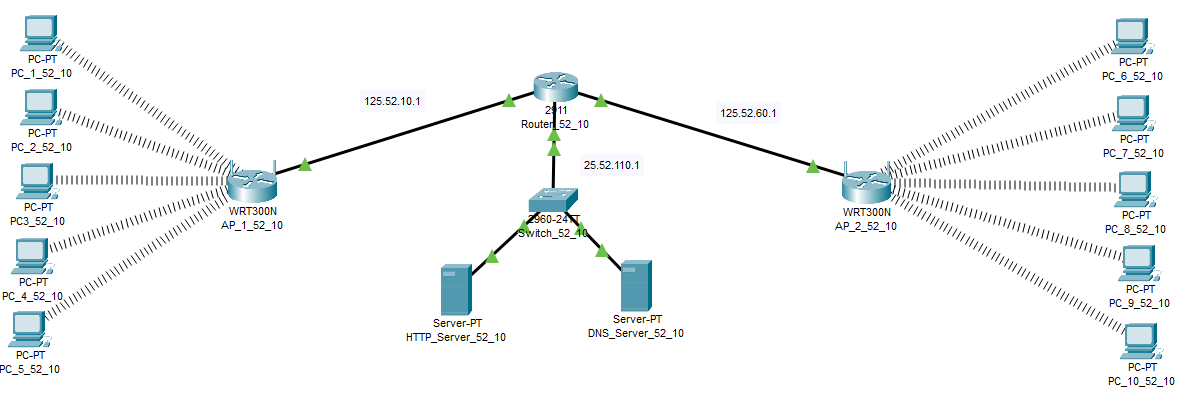 PC-PT
PC_1_52_10
PC-PT
PC_2_52_10
PC-PT
PC3_52_10
PC-PT
PC_4_52_10
PC-PT
PC_5_52_10
WRT300N
AP_1_52_10
125.52.10.1
2911
Router_52_10
125.52.60.1
25.52.110.1
2960-24TT
Switch_52_10
Server-PT
HTTP_Server_52_10
Server-PT
DNS_Server_52_10
WRT300N
AP_2_52_10
PC-PT
PC_6_52_10
PC-PT
PC_7_52_10
PC-PT
PC_8_52_10
PC-PT
PC_9_52_10
PC-PT
PC_10_52_10